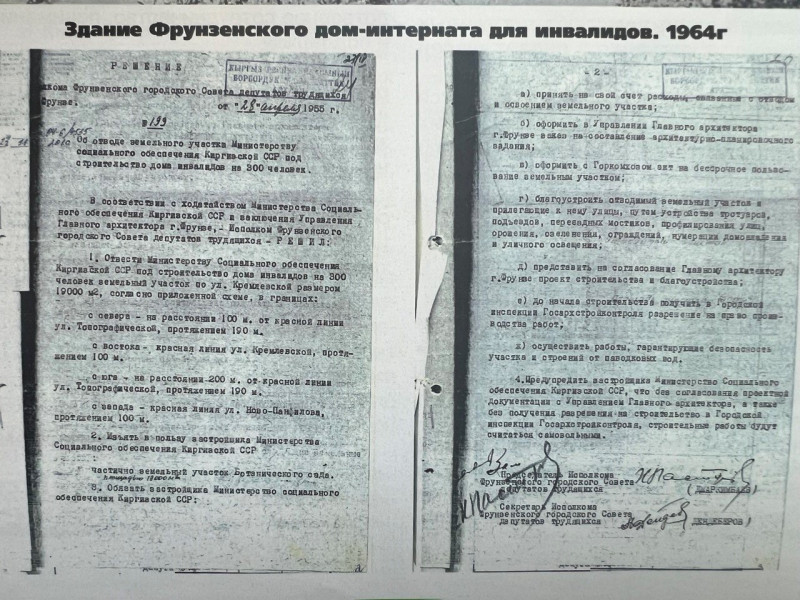 Здание Фрунзенского дом-интерната для инвалидов. 1964г
РЕШЕНИЕ
Фрунзенского городского Совета депутатов трудящихся
от "28" апреля 1955 г.
№ 199
Об отводе земельного участка Министерству
социального обеспечения Киргизской ССР под
строительство дома инвалидов на 300 человек.
В соответствии с ходатайством Министерства Социаль-
ного обеспечения Киргизской ССР и заключения Управления
Главного архитектора г.Фрунзе,- Исполком Фрунзенского
городского Совета Депутатов трудящихся - РЕШИЛ:
1. Отвести Министерству Социального обеспечения
Киргизской ССР под строительство дома инвалидов на 300
человек земельный участок по ул. Кремлевской размером
19000 м2, согласно приложенной схеме, в границах:
с севера - на расстоянии 100 м. от красной линии
ул. Топографической, протяжением 190 м.
с востока - красная линия ул. Кремлевской, протя-
жением 100 м.
с юга - на расстоянии 200 м. от красной линии
ул. Топографической, протяжением 190 м.
с запада - красная линия ул. Ново-Панфилова,
протяжением 100 м.
2. Изъять в пользу застройщика Министерства
Социального обеспечения Киргизской ССР
частично земельный участок Ботанического сада.
3. Обязать застройщика Министерство социального
обеспечения Киргизской ССР:
- 2 -
а) принять на свой счет расходы, связанные с отводом
и освоением земельного участка;
б) оформить в Управлении Главного архитектора
г.Фрунзе заказ на составление архитектурно-планировочного
задания;
в) оформить с Горкомхозом акт на бессрочное пользо-
вание земельным участком;
г) благоустроить отводимый земельный участок и
прилегающие к нему улицы, путем устройства тротуаров,
подъездов, переездных мостиков, профилирования улиц,
орошения, озеленения, ограждений, нумерации домовладения
и уличного освещения;
д) представить на согласование Главному архитектору
г.Фрунзе проект строительства и благоустройства;
е) До начала строительства получить в Городской
инспекции Госархстройконтроля разрешение на право произ-
водства работ;
ж) осуществить работы, гарантирующие безопасность
участка и строений от паводковых вод.
4.Предупредить застройщика Министерство Социального
обеспечения Киргизской ССР, что без согласования проектной
документации с Управлением Главного архитектора, а также
без получения разрешения на строительство в Городской
инспекции Госархстройконтроля, строительные работы будут
считаться самовольными.
Председатель Исполкома
Фрунзенского городского Совета
депутатов трудящихся
Секретарь Исполкома
Фрунзенского городского Совета
депутатов трудящихся